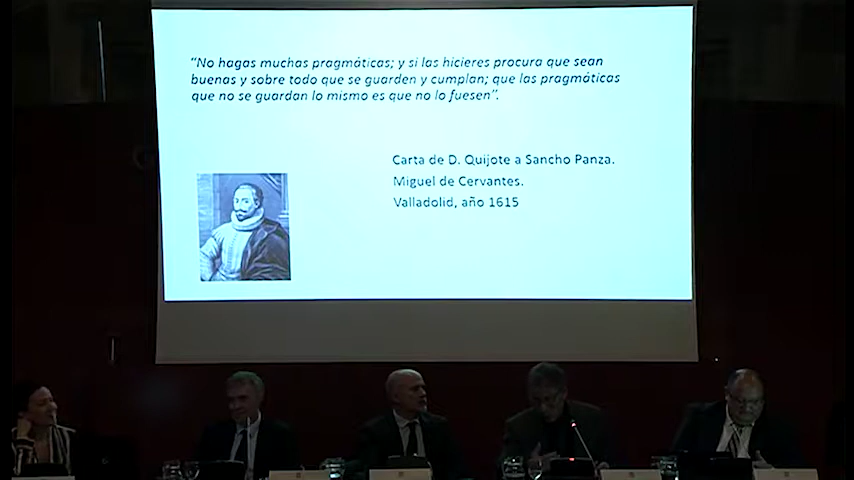 “No hagas muchas pragmáticas; y si las hicieres procura que sean
buenas y sobre todo que se guarden y cumplan; que las pragmáticas
que no se guardan lo mismo es que no lo fuesen”.
Carta de D. Quijote a Sancho Panza.
Miguel de Cervantes.
Valladolid, año 1615